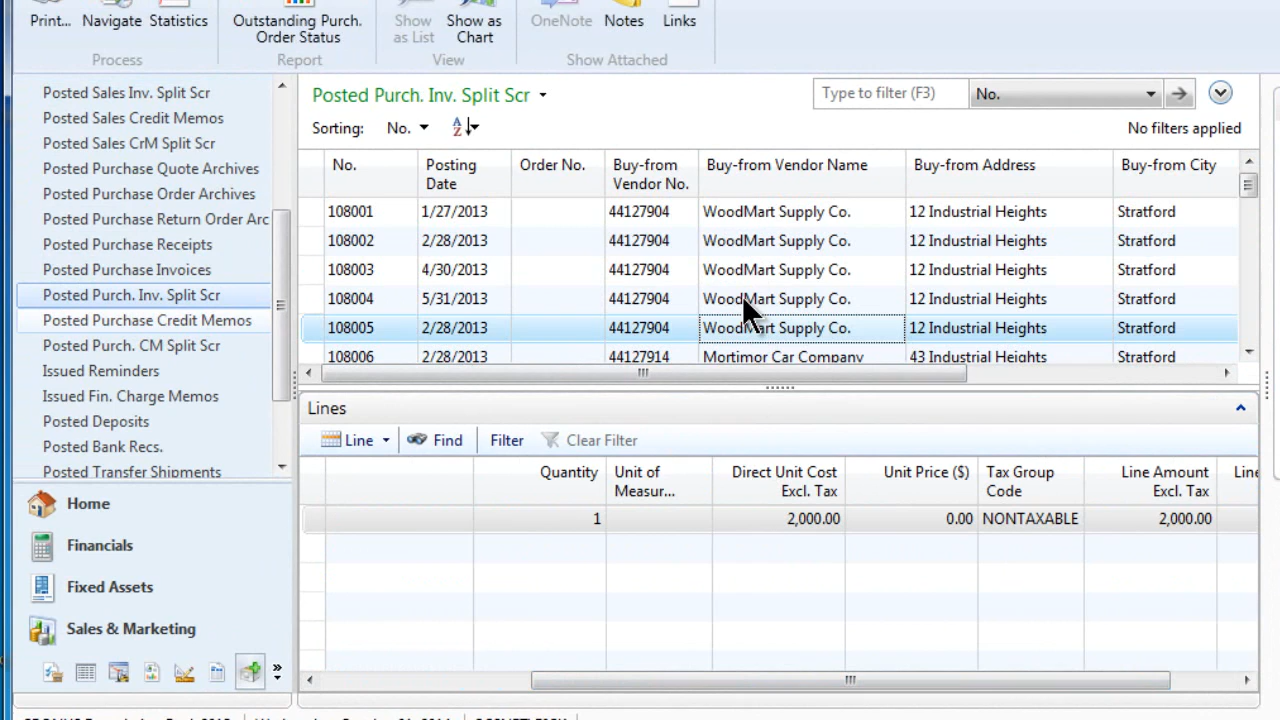 Print... Navigate Statistics Outstanding Purch. Order Status Show as List Show as Chart OneNote Notes Links
Process Report View Show Attached
Posted Sales Inv. Split Scr
Posted Sales Credit Memos
Posted Sales CrM Split Scr
Posted Purchase Quote Archives
Posted Purchase Order Archives
Posted Purchase Return Order Arc
Posted Purchase Receipts
Posted Purchase Invoices
Posted Purch. Inv. Split Scr
Posted Purchase Credit Memos
Posted Purch. CM Split Scr
Issued Reminders
Issued Fin. Charge Memos
Posted Deposits
Posted Bank Recs.
Posted Transfer Shipments
Home
Financials
Fixed Assets
Sales & Marketing
Posted Purch. Inv. Split Scr Type to filter (F3) No.
Sorting: No. No filters applied
No. Posting Date Order No. Buy-from Vendor No. Buy-from Vendor Name Buy-from Address Buy-from City
108001 1/27/2013 44127904 WoodMart Supply Co. 12 Industrial Heights Stratford
108002 2/28/2013 44127904 WoodMart Supply Co. 12 Industrial Heights Stratford
108003 4/30/2013 44127904 WoodMart Supply Co. 12 Industrial Heights Stratford
108004 5/31/2013 44127904 WoodMart Supply Co. 12 Industrial Heights Stratford
108005 2/28/2013 44127904 WoodMart Supply Co. 12 Industrial Heights Stratford
108006 2/28/2013 44127914 Mortimor Car Company 43 Industrial Heights Stratford
Lines
Line Find Filter Clear Filter
Quantity Unit of Measur... Direct Unit Cost Excl. Tax Unit Price ($) Tax Group Code Line Amount Excl. Tax Line
1 2,000.00 0.00 NONTAXABLE 2,000.00